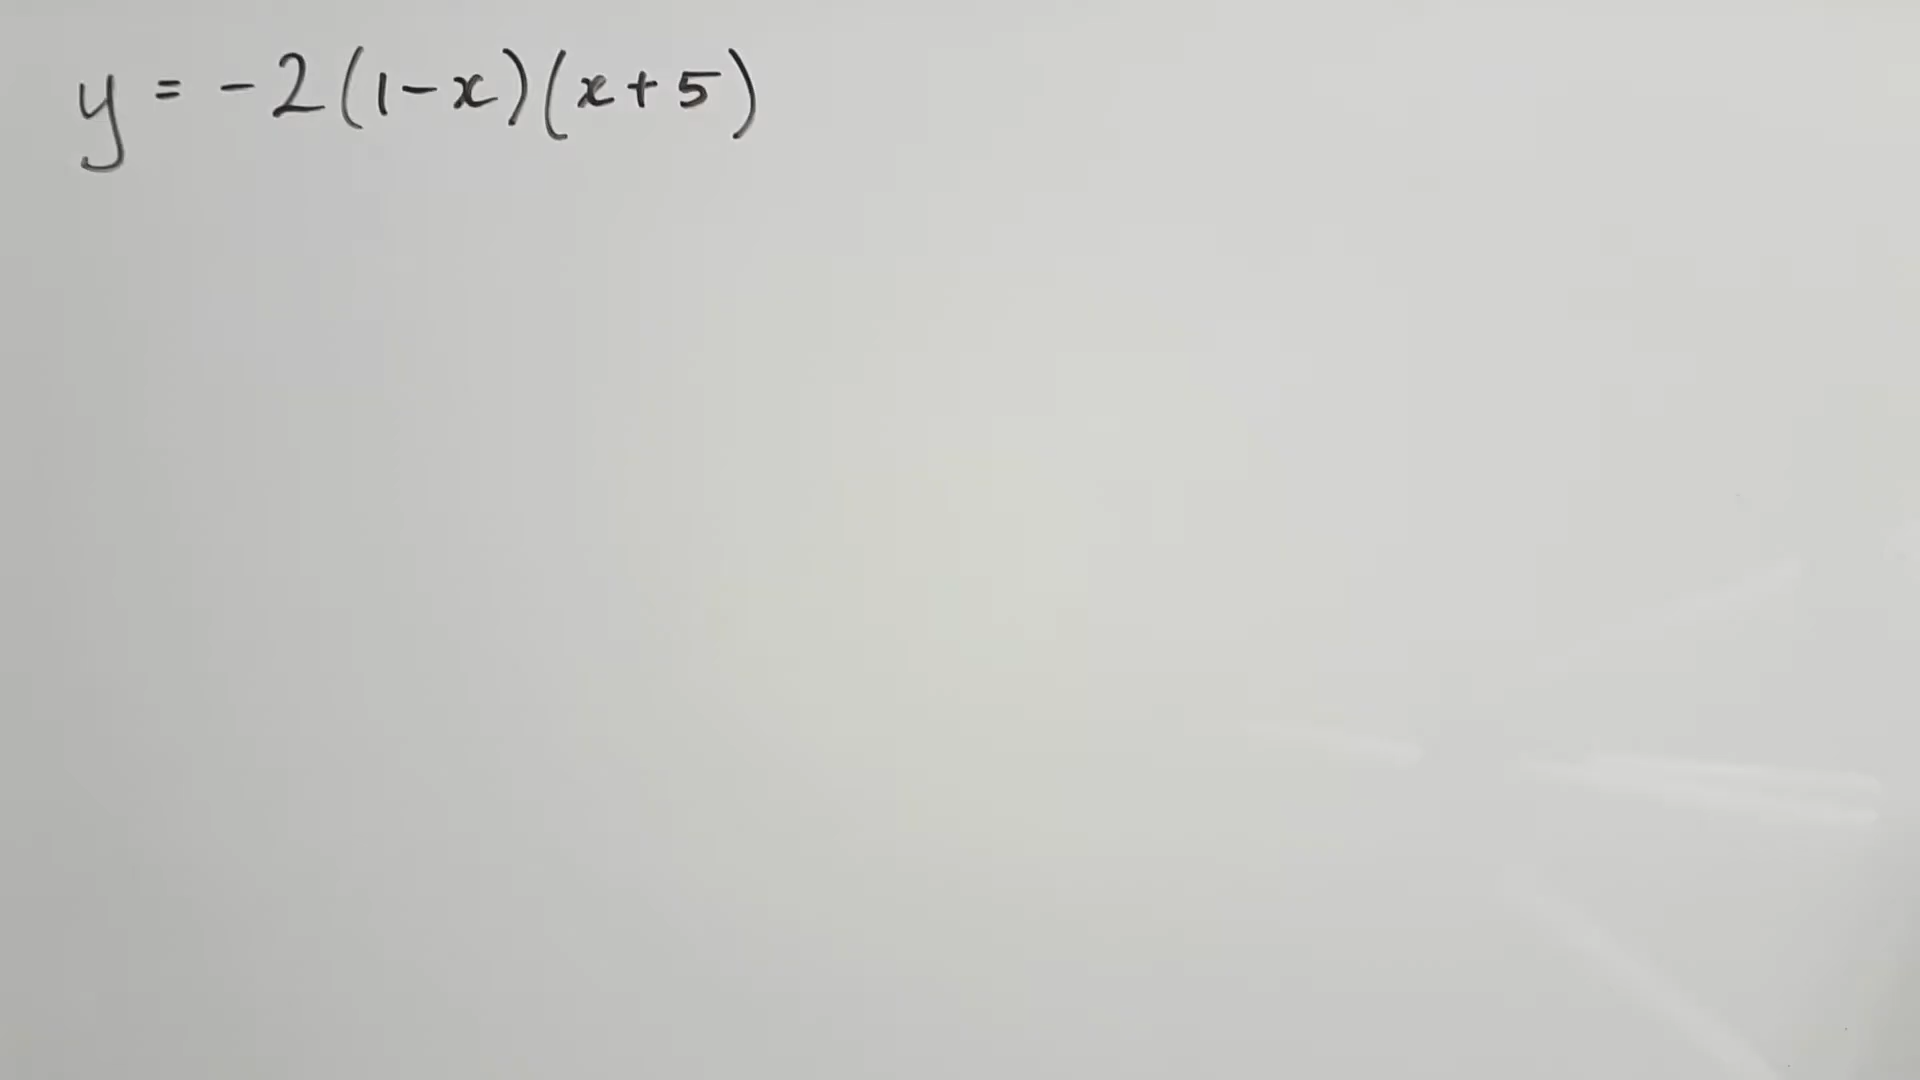 y = -2(1-x)(x+5)